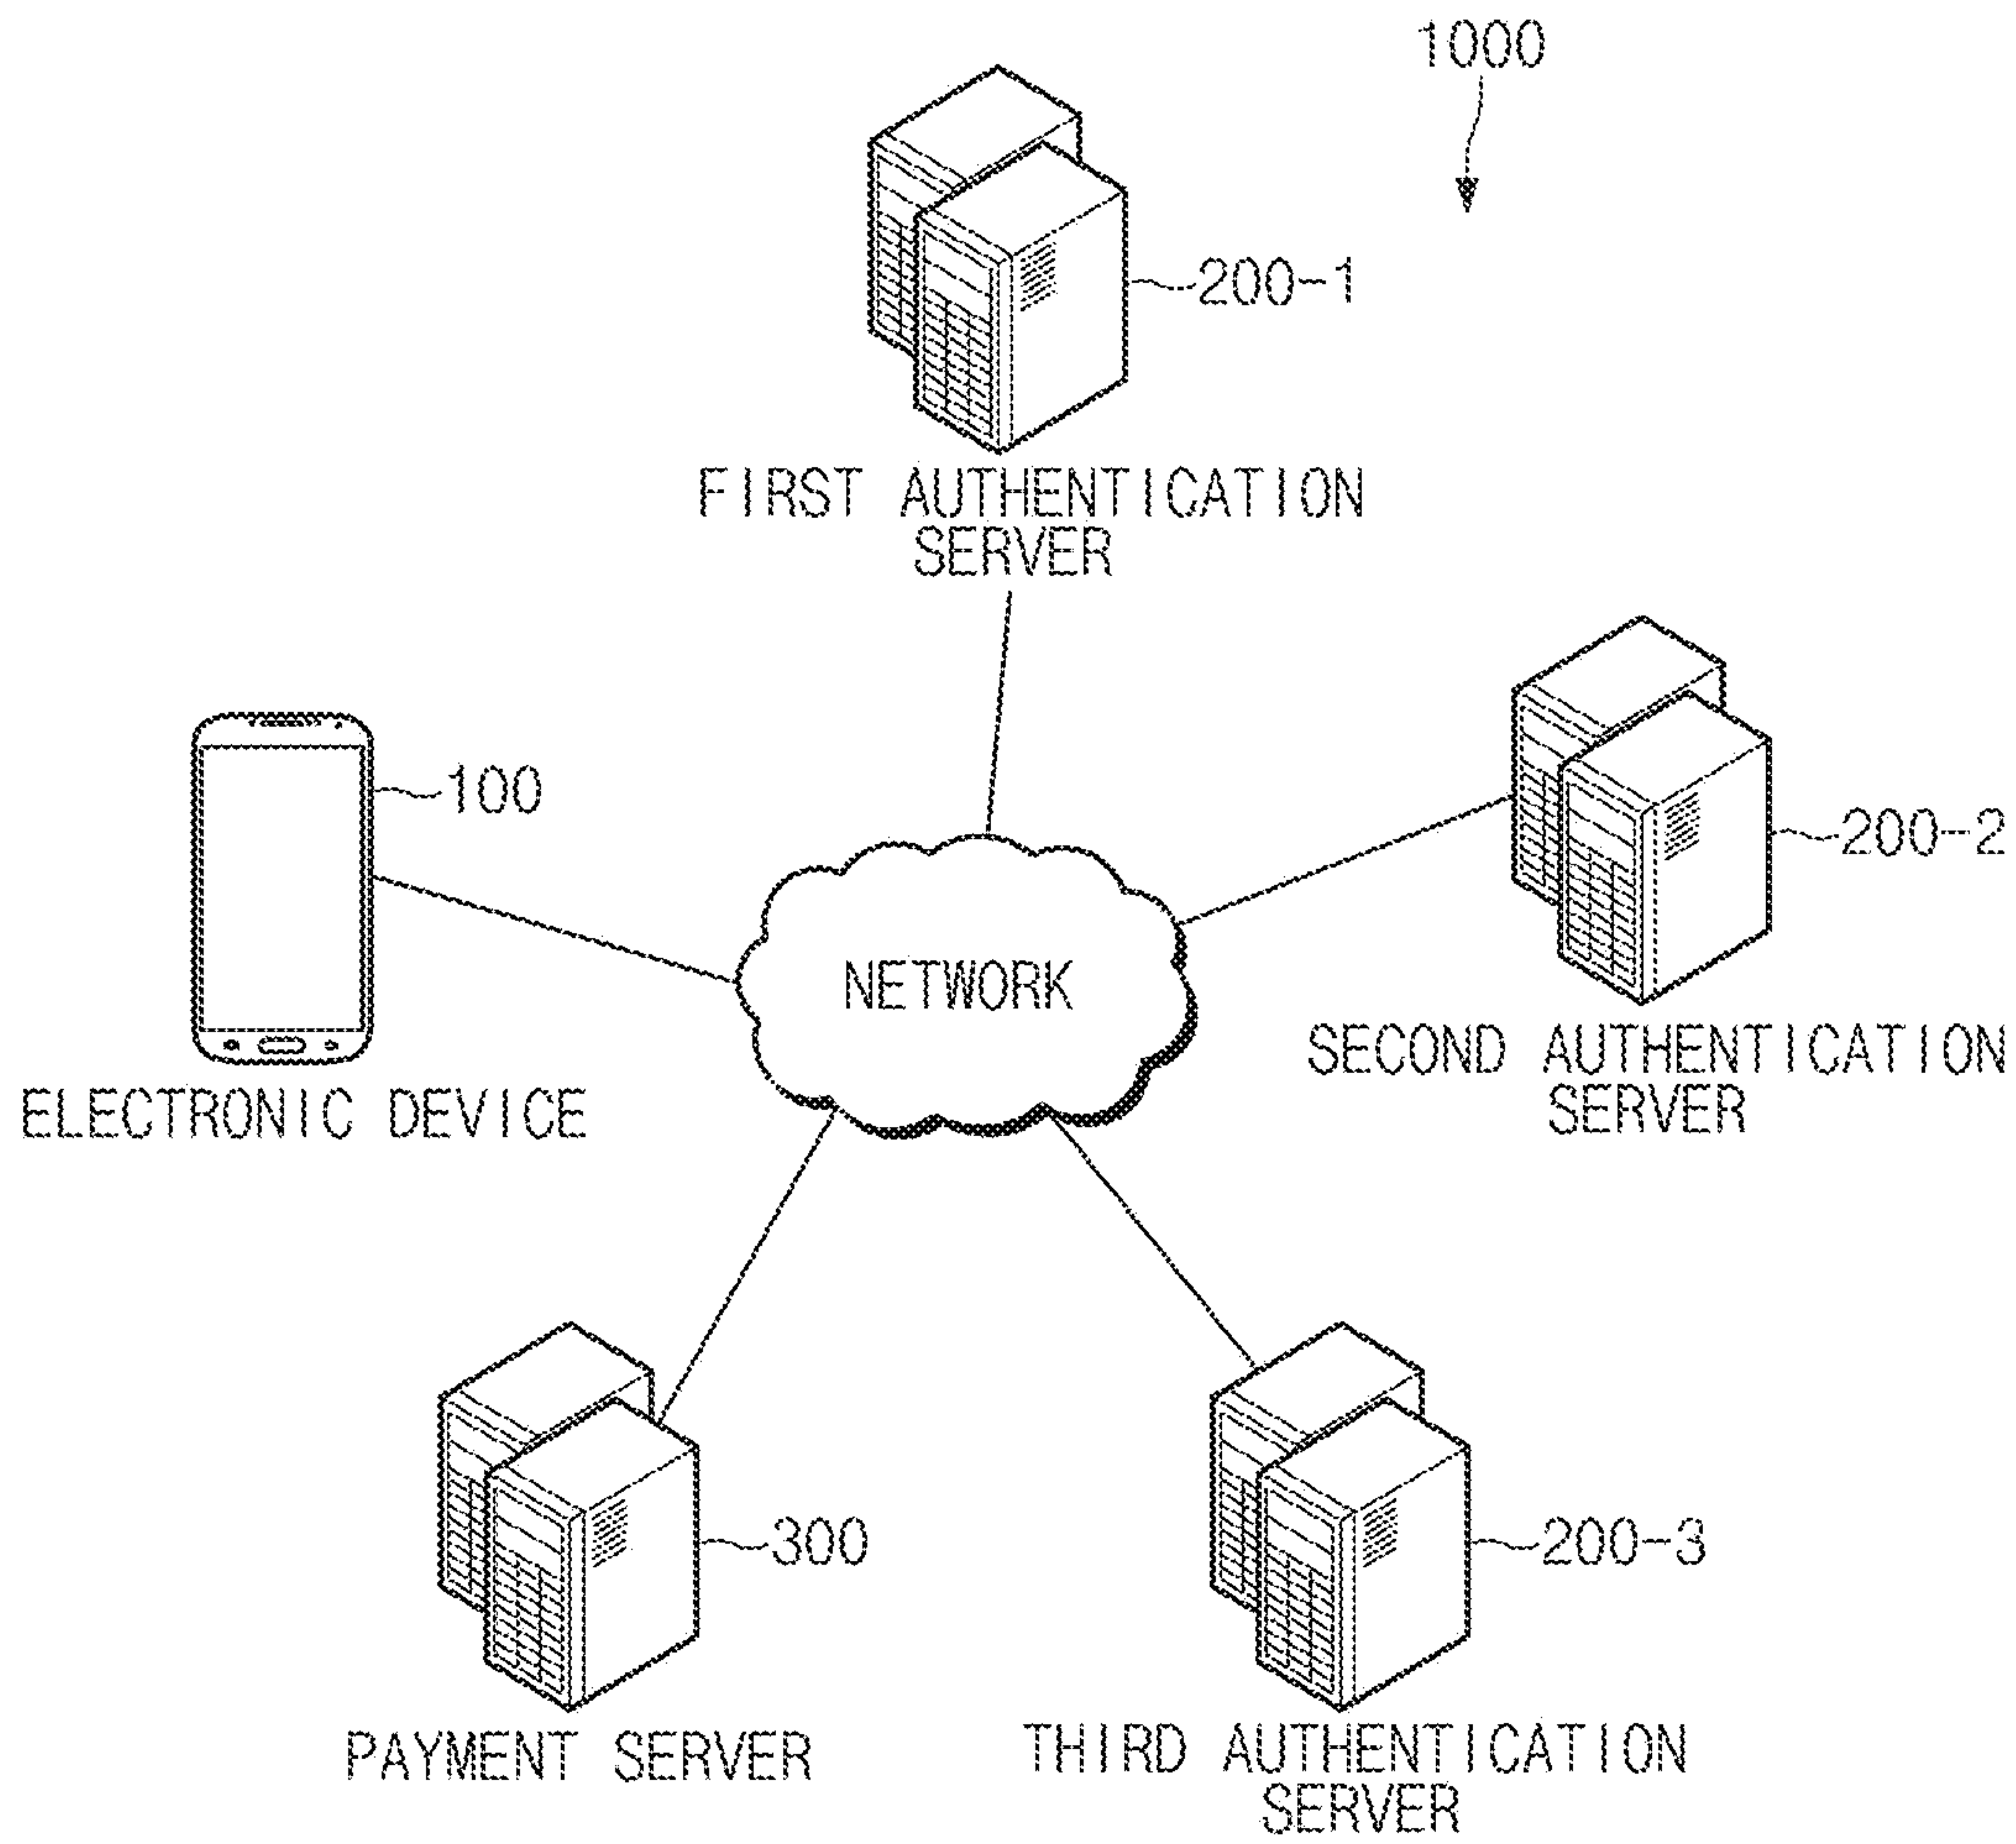 1000
200-1
FIRST AUTHENTICATION
SERVER
100
200-2
NETWORK
ELECTRONIC DEVICE
SECOND AUTHENTICATION
SERVER
300
200-3
PAYMENT SERVER
THIRD AUTHENTICATION
SERVER